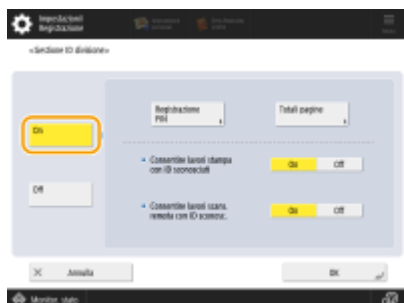 Impostazioni/
Registrazione
<Gestione ID divisione>
On
Registrazione
PIN
Totali pagine
Consentire lavori stampa
con ID sconosciuti
On
Off
Off
Consentire lavori scans.
remota con ID sconosc.
On
Off
Annulla
OK
Monitor stato